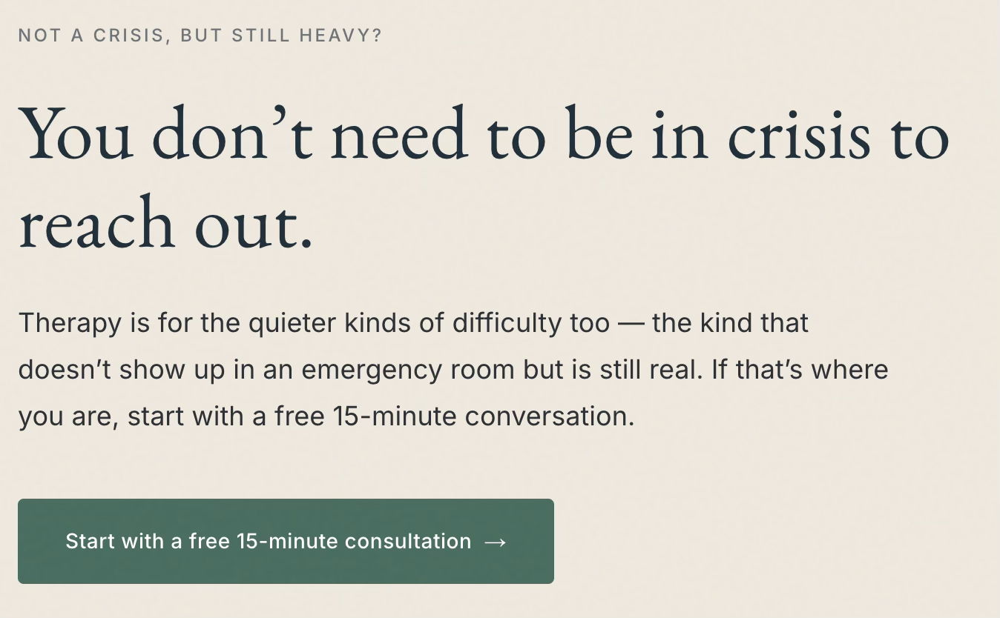 NOT A CRISIS, BUT STILL HEAVY?
You don’t need to be in crisis to
reach out.
Therapy is for the quieter kinds of difficulty too — the kind that
doesn’t show up in an emergency room but is still real. If that’s where
you are, start with a free 15-minute conversation.
Start with a free 15-minute consultation →